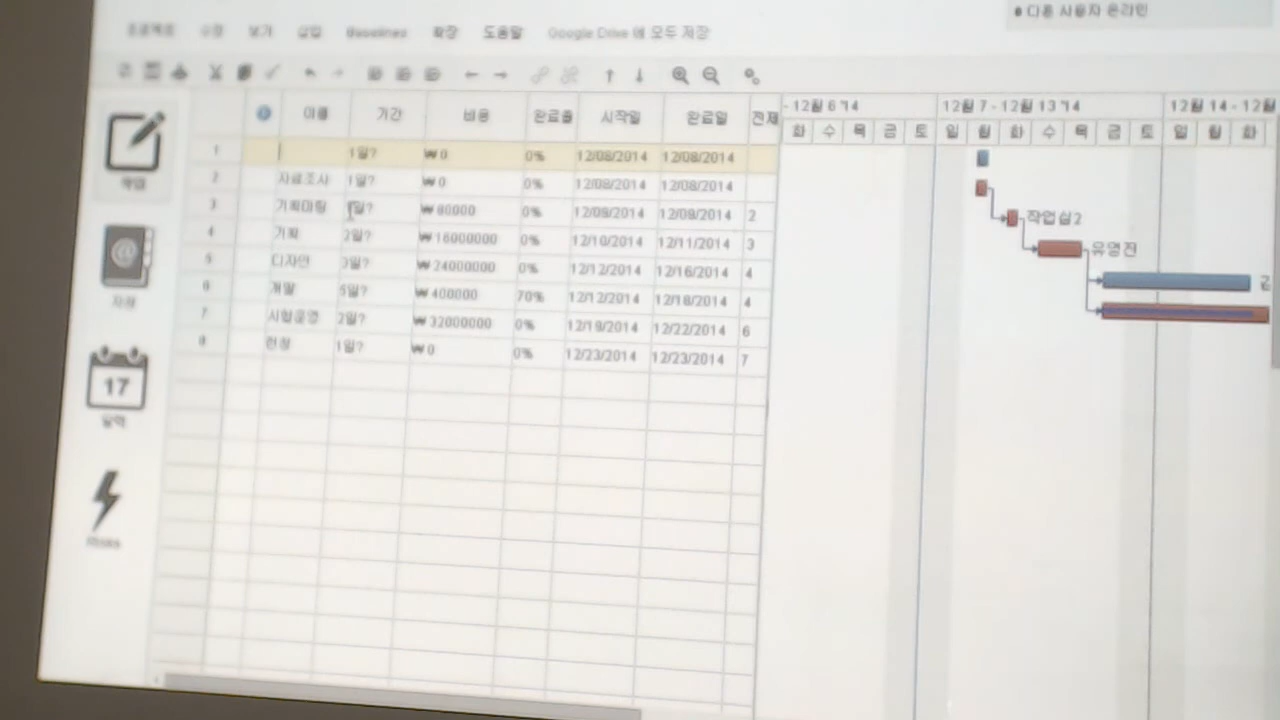 다른 사용자 온라인
프로젝트 수정 보기 삽입 Baselines 확장 도움말 Google Drive 에 모두 저장
이름 기간 비용 완료율 시작일 완료일 전제
- 12월 6 '14 12월 7 - 12월 13 '14 12월 14 - 12월
화 수 목 금 토 일 월 화 수 목 금 토 일 월 화
1 1일? ₩0 0% 12/08/2014 12/08/2014
2 자료조사 1일? ₩0 0% 12/08/2014 12/08/2014
3 기획미팅 1일? ₩80000 0% 12/09/2014 12/09/2014 2 작업실2
4 기획 2일? ₩16000000 0% 12/10/2014 12/11/2014 3 유영진
5 디자인 3일? ₩24000000 0% 12/12/2014 12/16/2014 4
6 개발 5일? ₩400000 70% 12/12/2014 12/18/2014 4
7 시험운영 2일? ₩32000000 0% 12/19/2014 12/22/2014 6
8 런칭 1일? ₩0 0% 12/23/2014 12/23/2014 7
작업
자원
17
달력